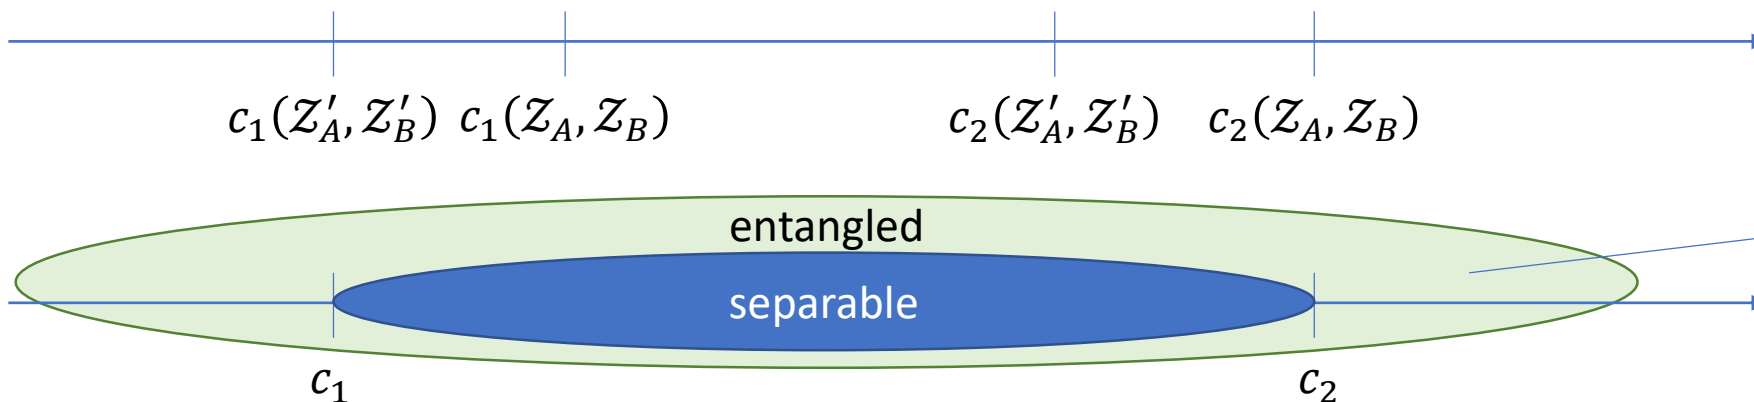 c₁(𝒵′_A, 𝒵′_B) c₁(𝒵_A, 𝒵_B) c₂(𝒵′_A, 𝒵′_B) c₂(𝒵_A, 𝒵_B)
entangled
separable
c₁ c₂